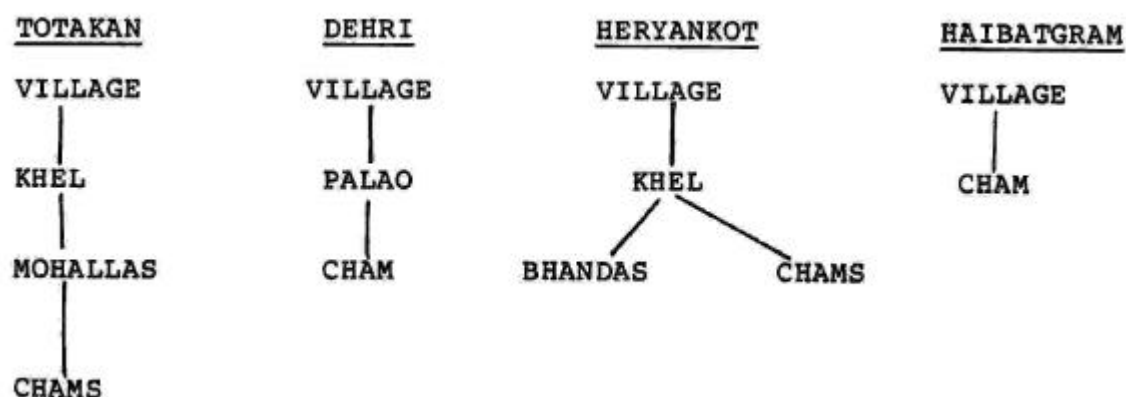 TOTAKAN
VILLAGE
KHEL
MOHALLAS
CHAMS
DEHRI
VILLAGE
PALAO
CHAM
HERYANKOT
VILLAGE
KHEL
BHANDAS
CHAMS
HAIBATGRAM
VILLAGE
CHAM